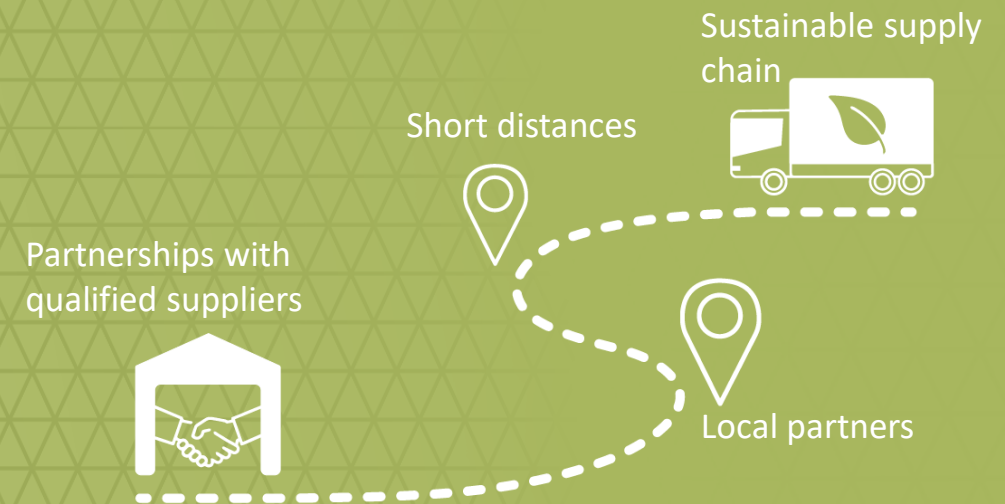 Sustainable supply
chain
Short distances
Partnerships with
qualified suppliers
Local partners